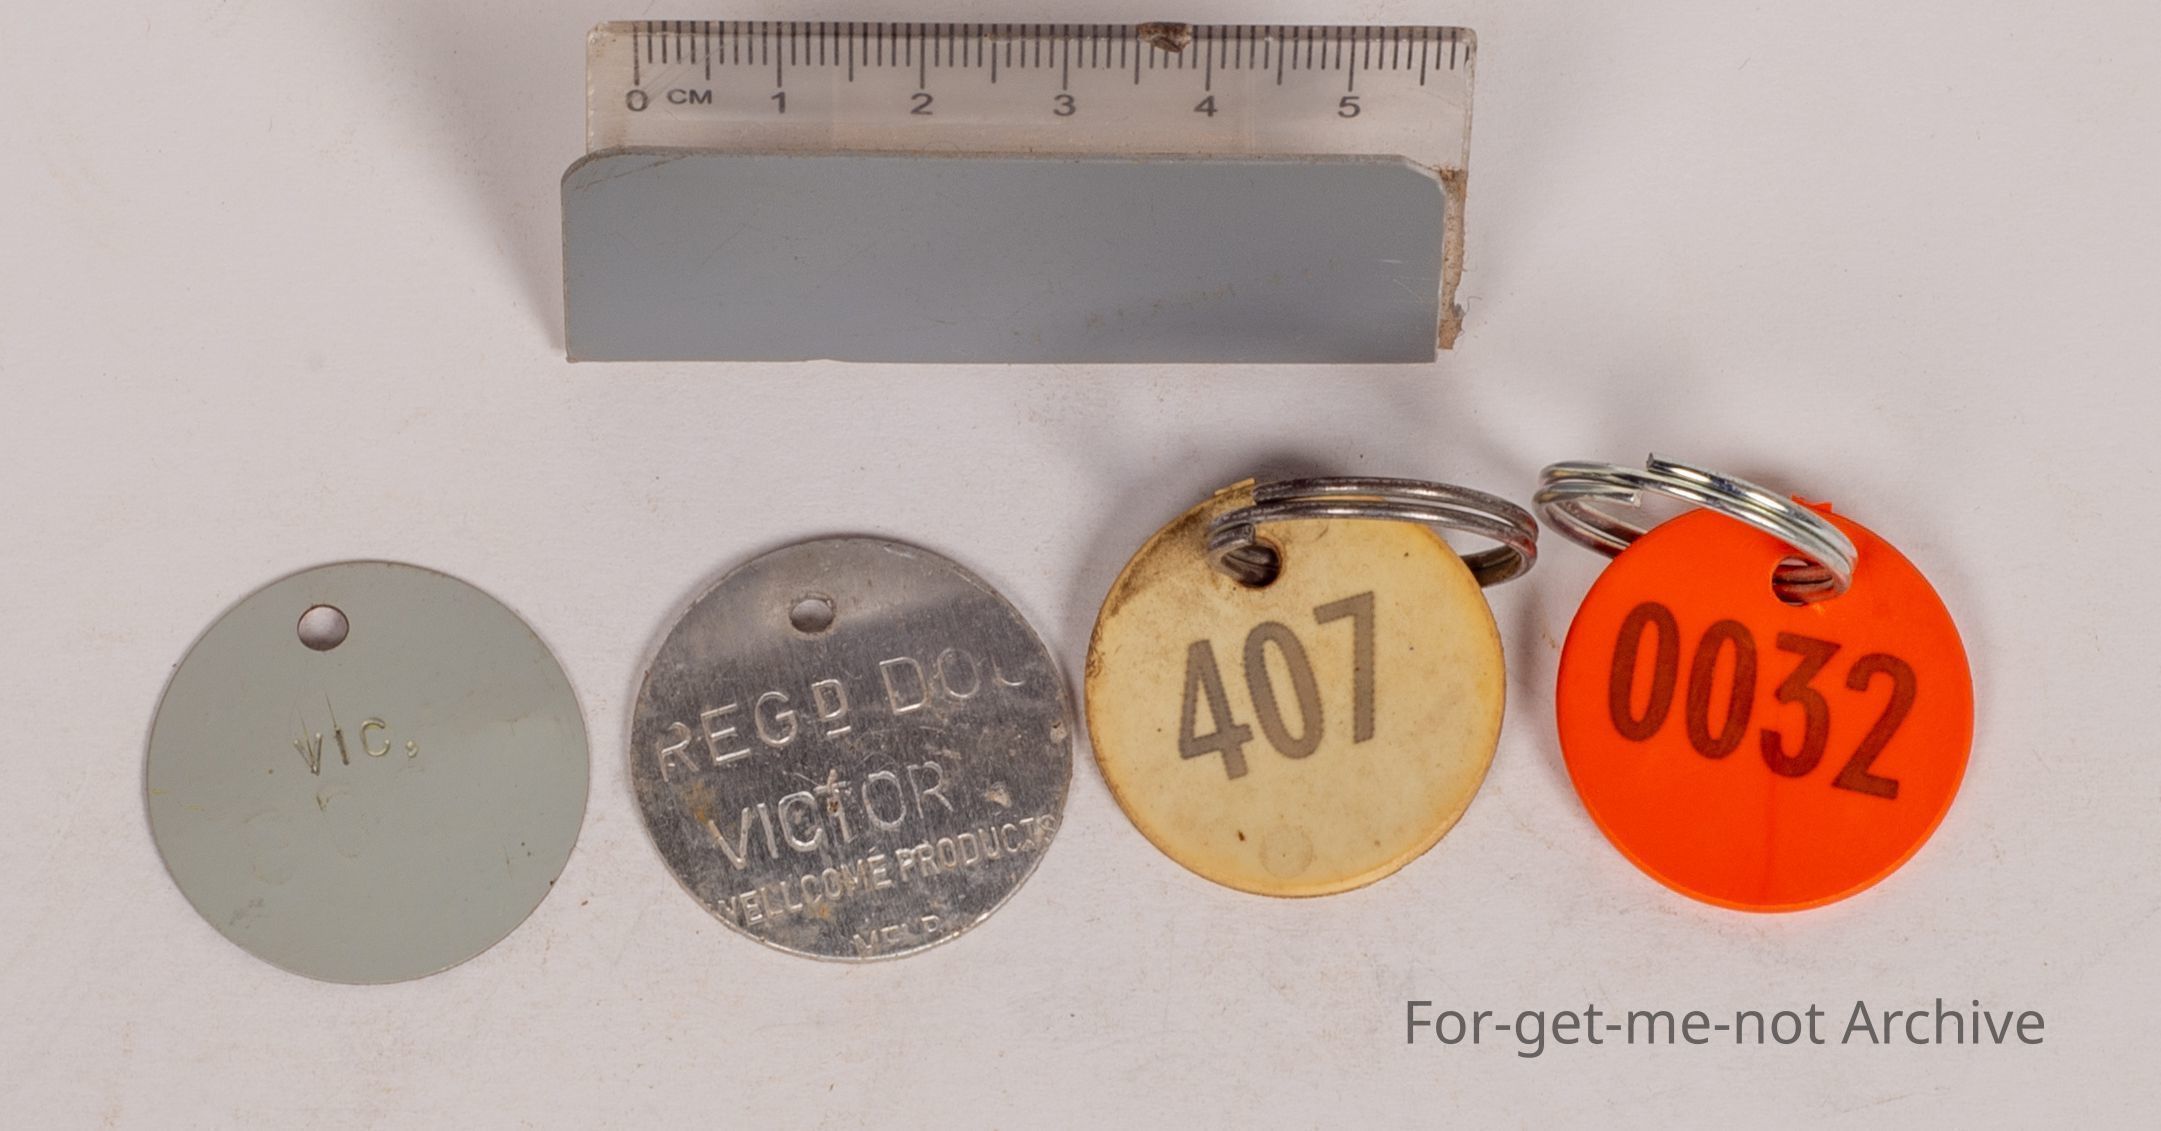 0 CM 1 2 3 4 5
VIC.
REGD
VICTOR
WELLCOME PRODUCTS
407
0032
For-get-me-not Archive